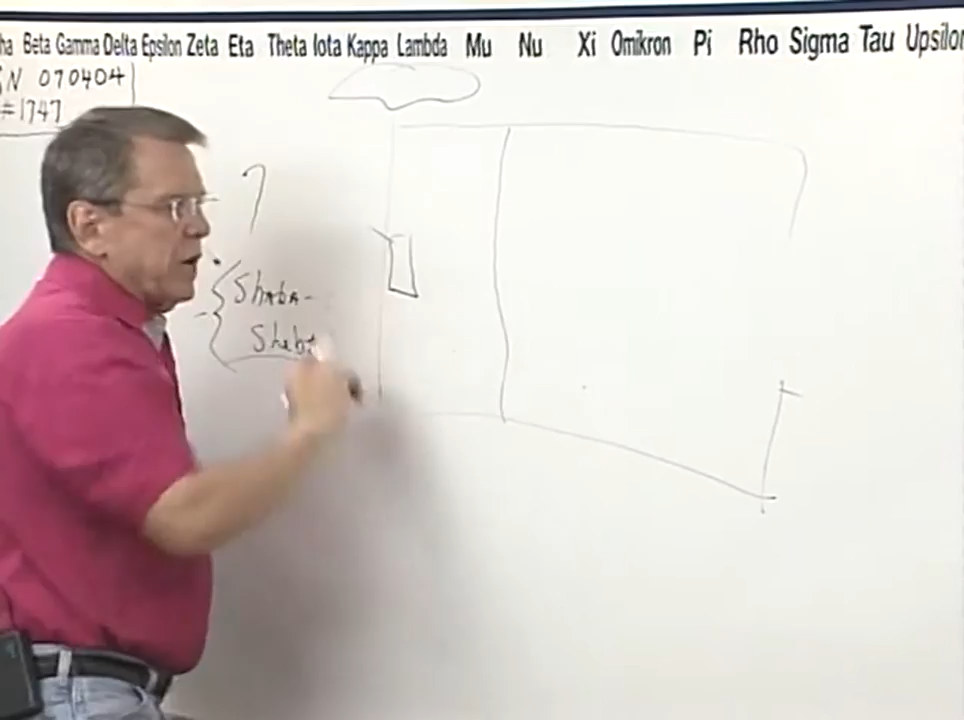 ha Beta Gamma Delta Epsilon Zeta Eta Theta Iota Kappa Lambda Mu Nu Xi Omikron Pi Rho Sigma Tau Upsilon
SN 070404
#1747
?
Shaba-